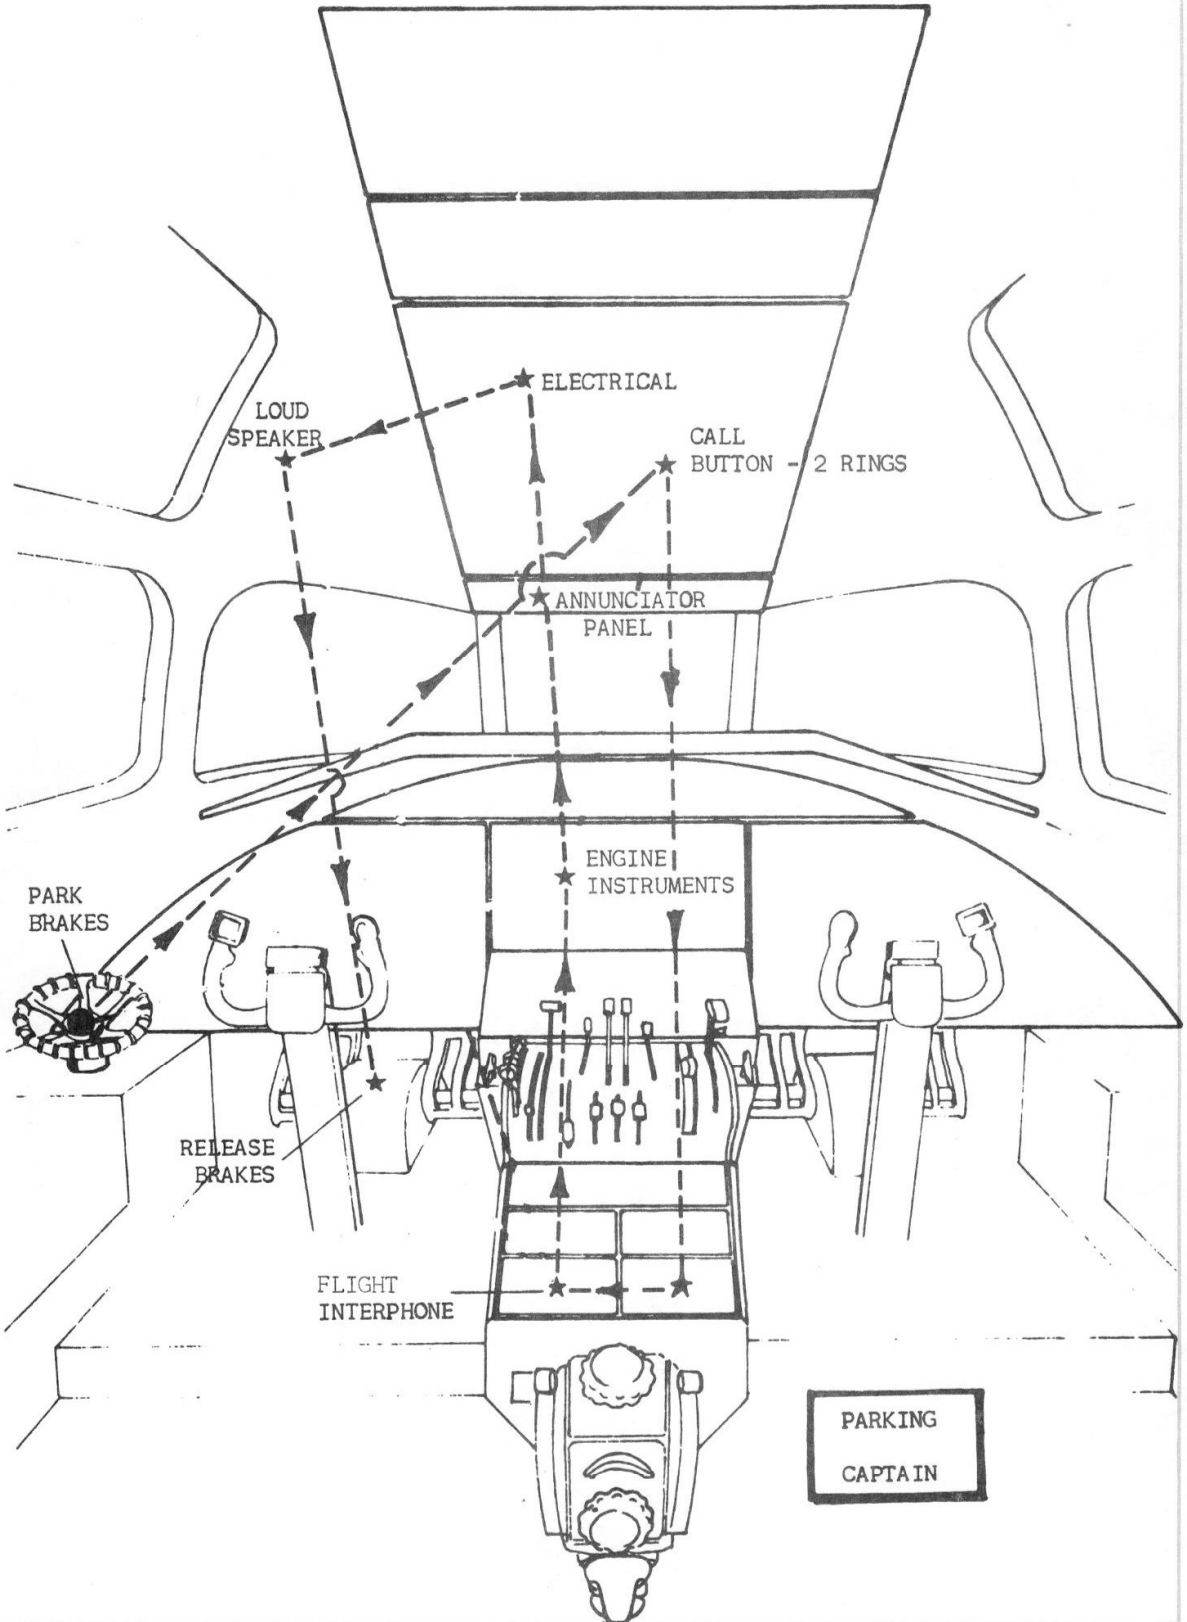 ELECTRICAL
LOUD
SPEAKER
CALL
BUTTON - 2 RINGS
ANNUNCIATOR
PANEL
ENGINE
INSTRUMENTS
PARK
BRAKES
RELEASE
BRAKES
FLIGHT
INTERPHONE
PARKING
CAPTAIN